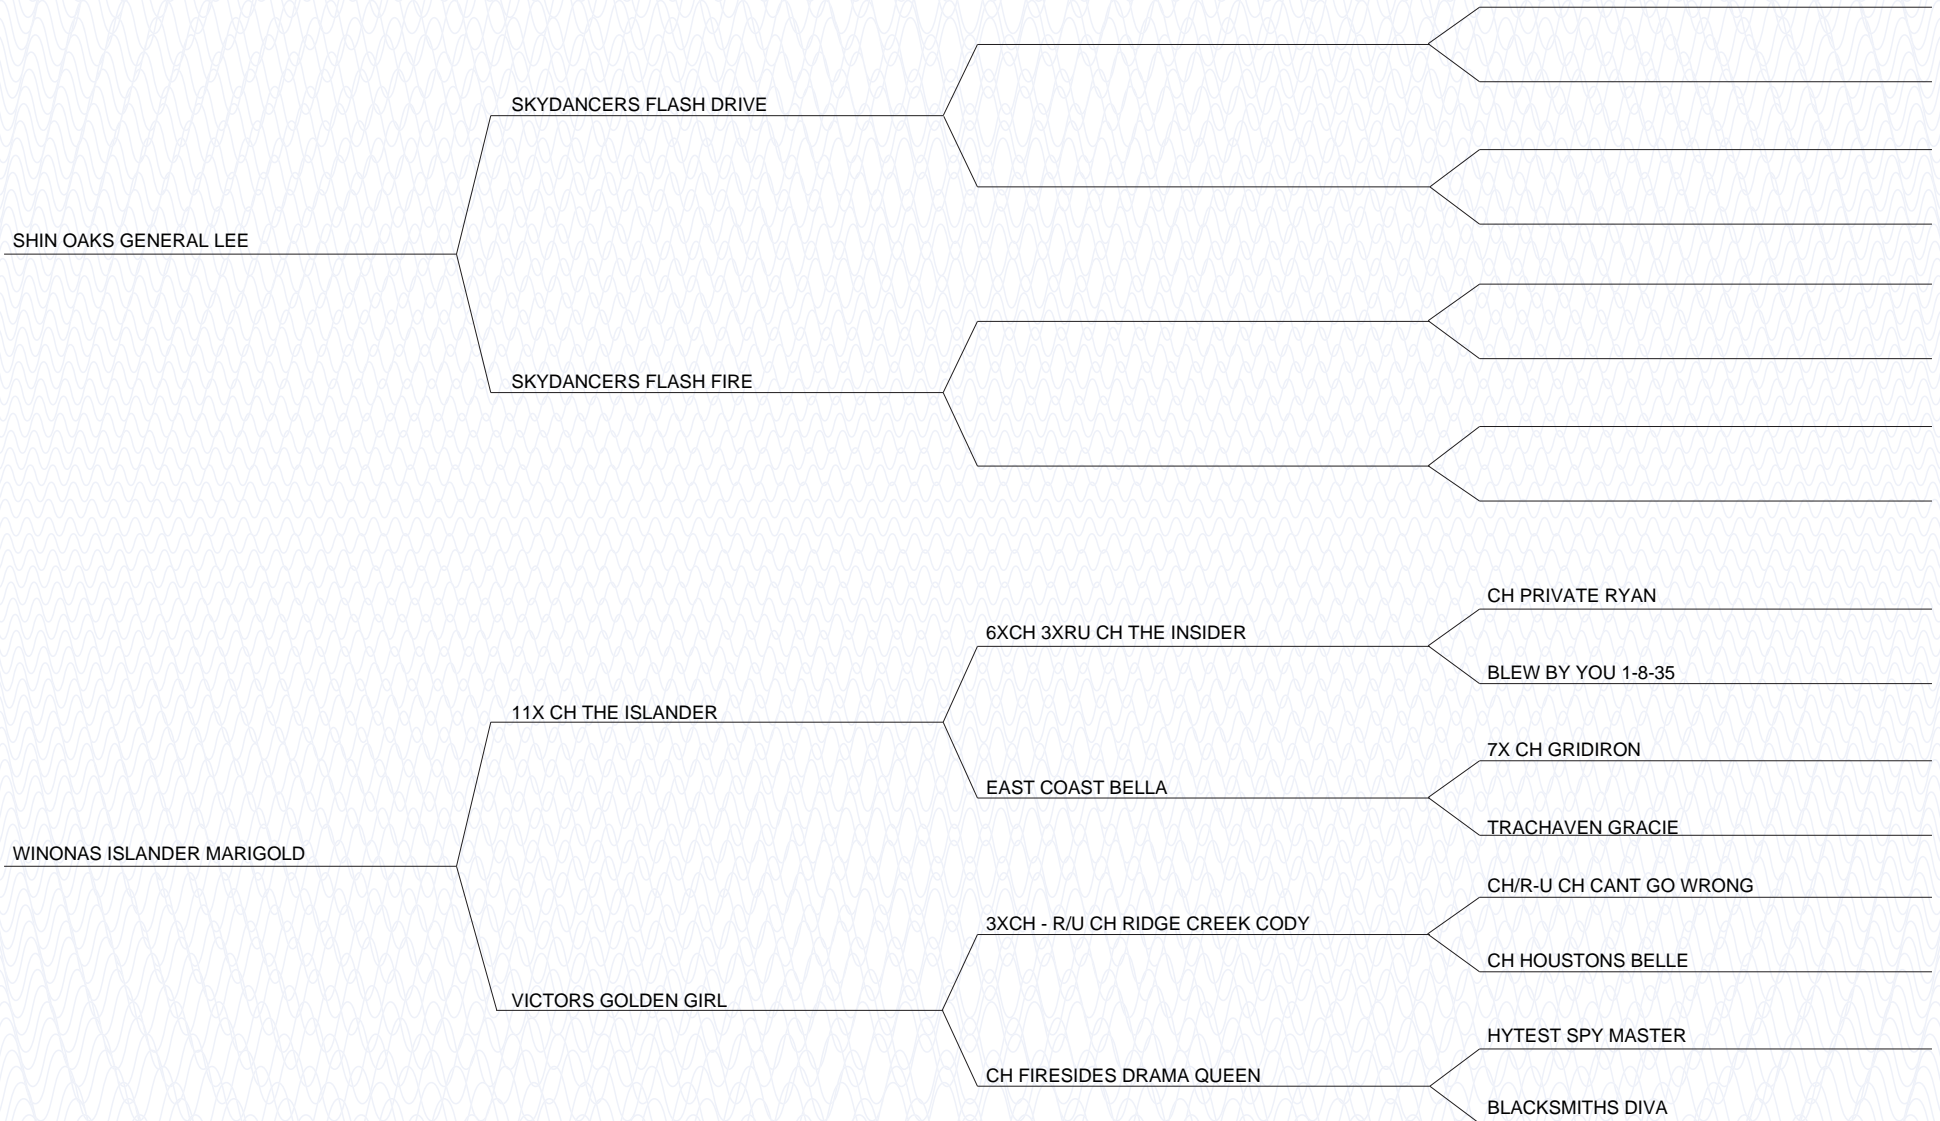 SKYDANCERS FLASH DRIVE
SHIN OAKS GENERAL LEE
SKYDANCERS FLASH FIRE
CH PRIVATE RYAN
6XCH 3XRU CH THE INSIDER
BLEW BY YOU 1-8-35
11X CH THE ISLANDER
7X CH GRIDIRON
EAST COAST BELLA
TRACHAVEN GRACIE
WINONAS ISLANDER MARIGOLD
CH/R-U CH CANT GO WRONG
3XCH - R/U CH RIDGE CREEK CODY
CH HOUSTONS BELLE
VICTORS GOLDEN GIRL
HYTEST SPY MASTER
CH FIRESIDES DRAMA QUEEN
BLACKSMITHS DIVA